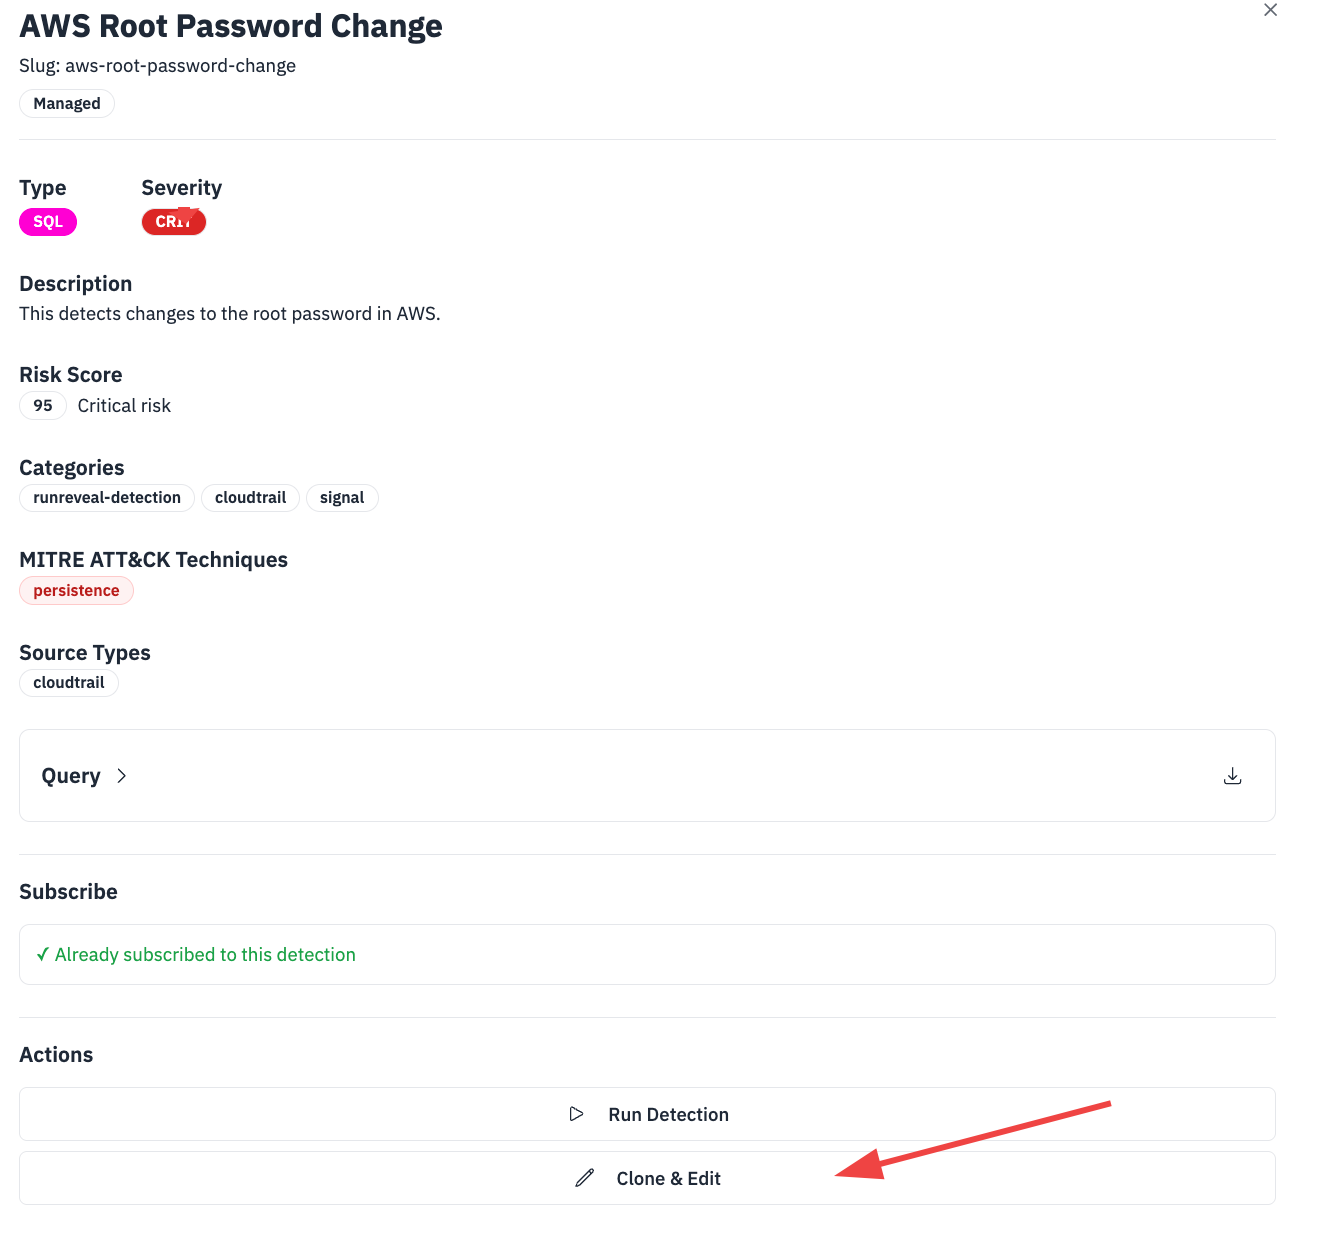 AWS Root Password Change
Slug: aws-root-password-change
Managed
Type Severity
SQL CRIT
Description
This detects changes to the root password in AWS.
Risk Score
95 Critical risk
Categories
runreveal-detection cloudtrail signal
MITRE ATT&CK Techniques
persistence
Source Types
cloudtrail
Query
Subscribe
✓ Already subscribed to this detection
Actions
Run Detection
Clone & Edit